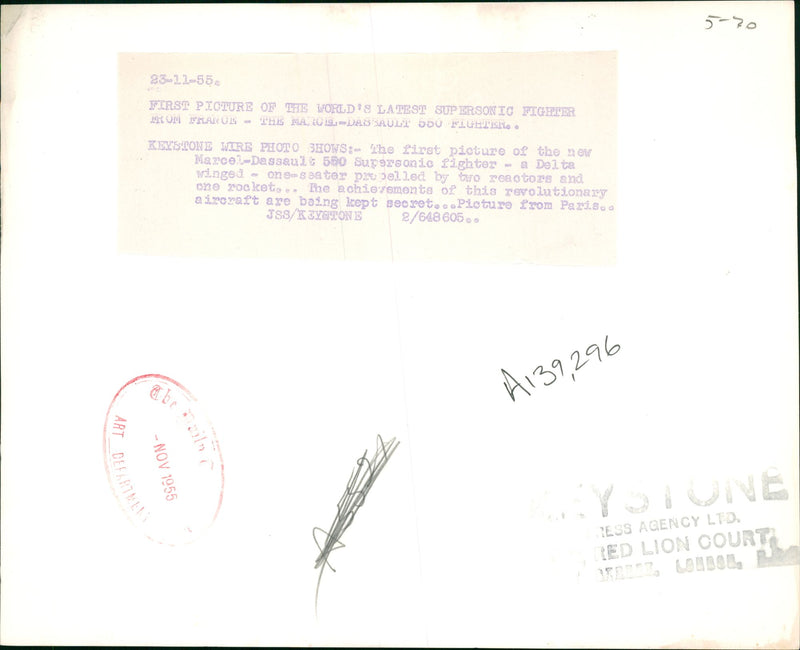 5-70
23-11-55.
FIRST PICTURE OF THE WORLD'S LATEST SUPERSONIC FIGHTER
FROM FRANCE - THE MARCEL-DASSAULT 550 FIGHTER..
KEYSTONE WIRE PHOTO SHOWS:- The first picture of the new
Marcel-Dassault 550 Supersonic fighter - a Delta
winged - one-seater propelled by two reactors and
one rocket... The achievements of this revolutionary
aircraft are being kept secret...Picture from Paris..
JSS/KEYSTONE 2/648605..
A139,296
The
- NOV 1955
ART DEPARTMENT
KEYSTONE
RESS AGENCY LTD.
RED LION COURT,